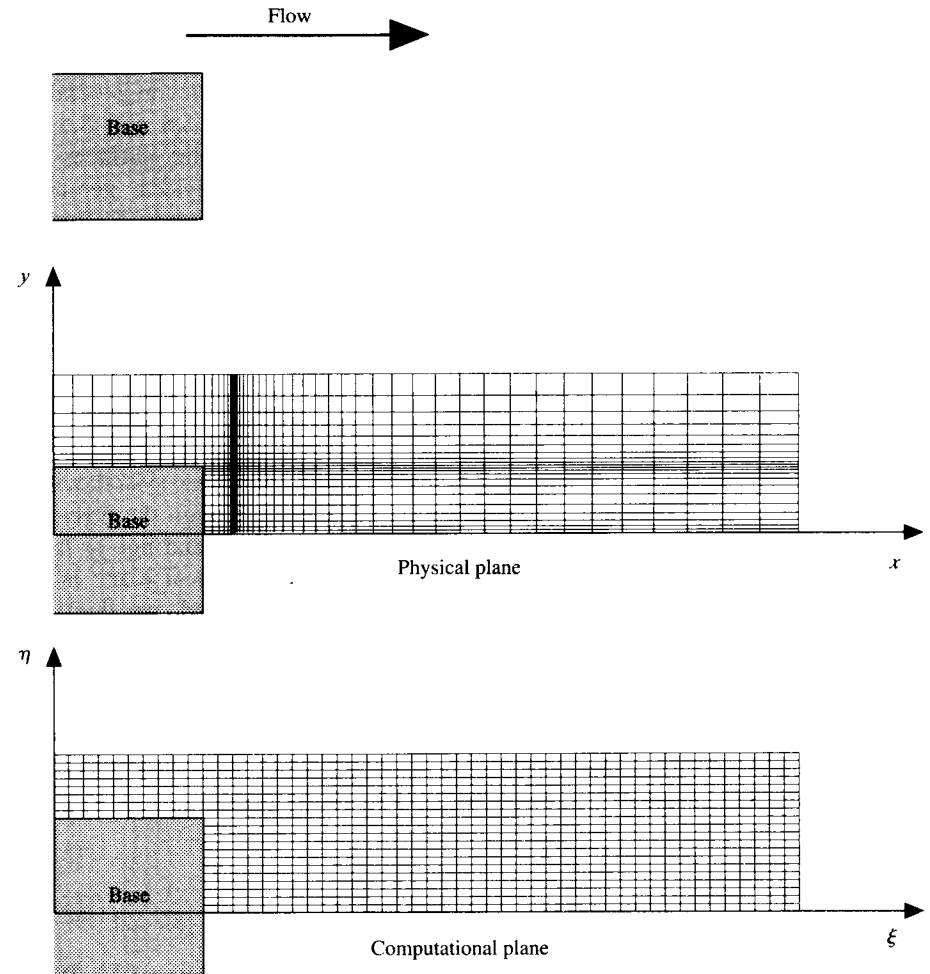 Flow
Base
y
Base
Physical plane
x
η
Base
Computational plane
ξ